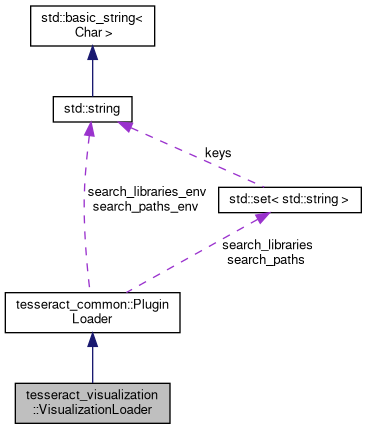 std::basic_string<
Char >
std::string
keys
search_libraries_env
search_paths_env
std::set< std::string >
search_libraries
search_paths
tesseract_common::Plugin
Loader
tesseract_visualization
::VisualizationLoader